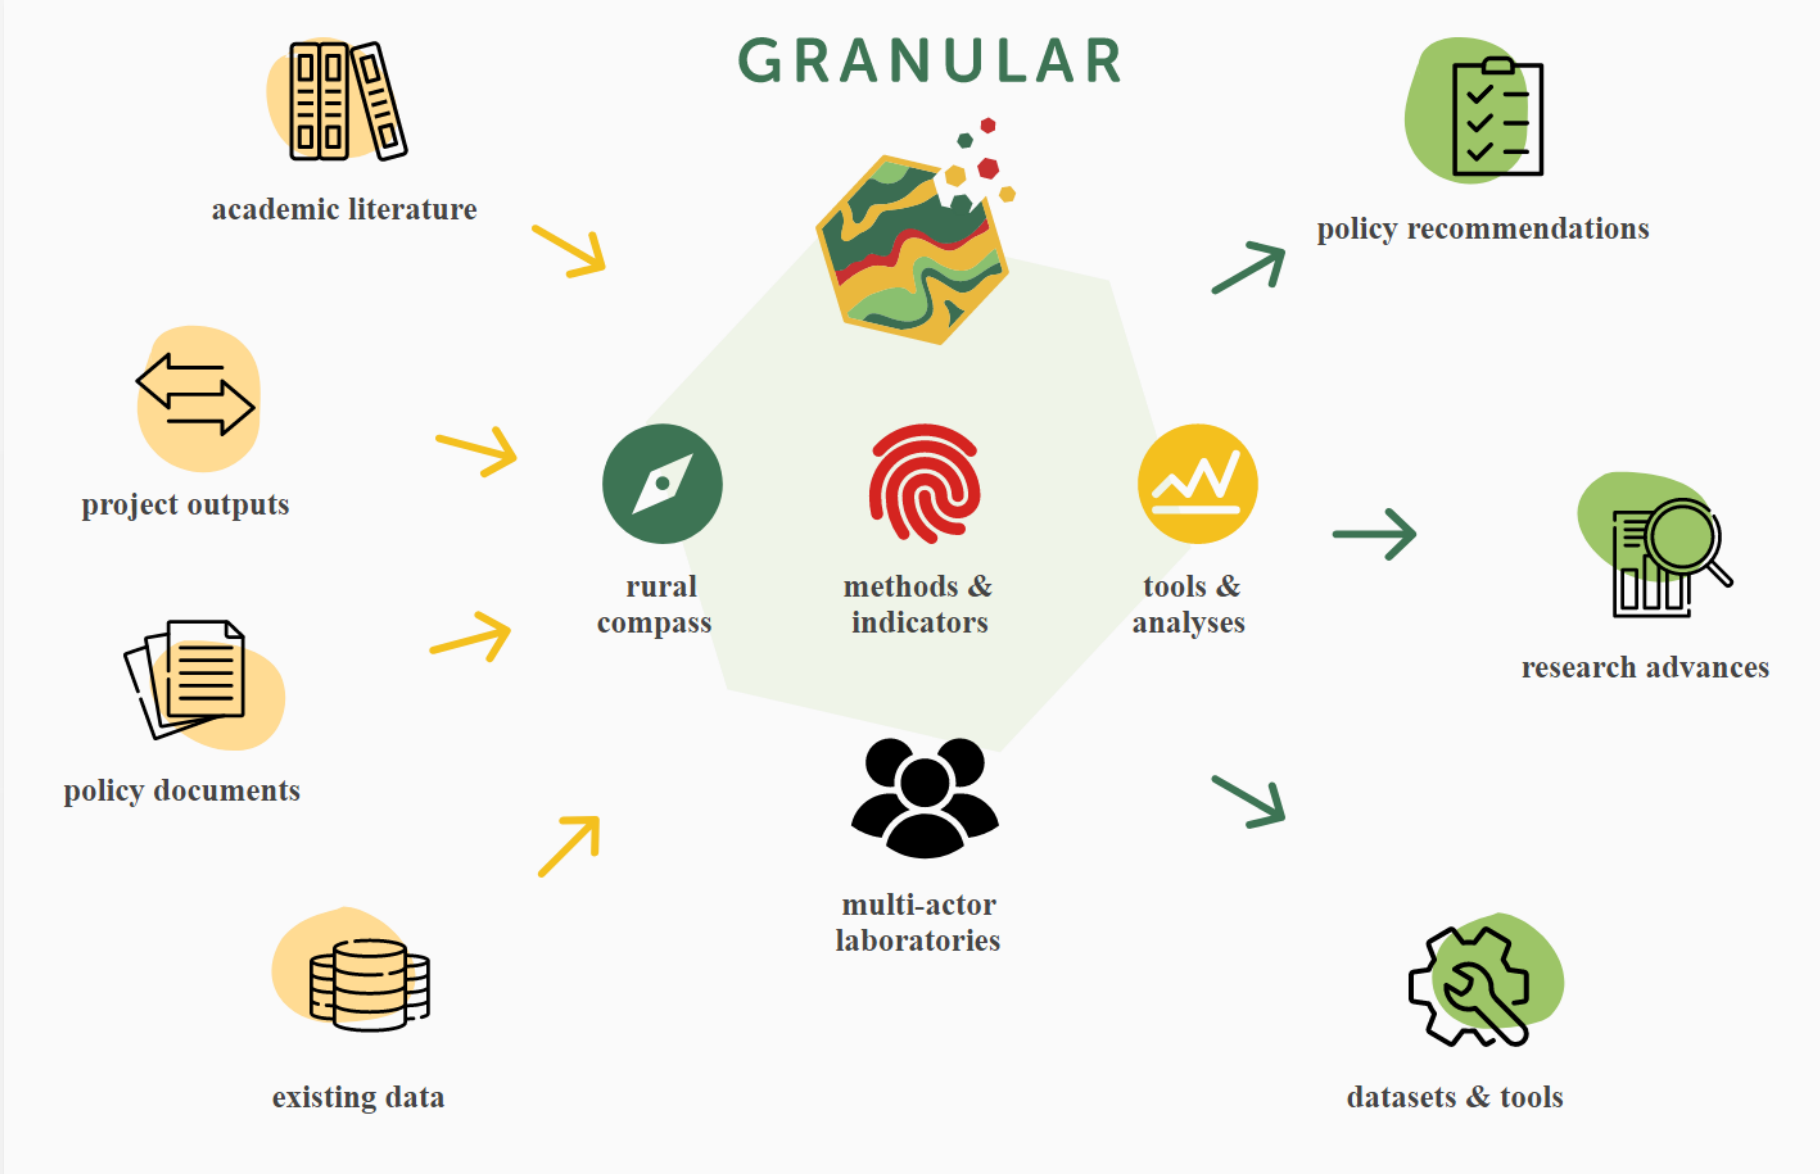 GRANULAR
academic literature
project outputs
policy documents
existing data
rural
compass
methods &
indicators
tools &
analyses
multi-actor
laboratories
policy recommendations
research advances
datasets & tools